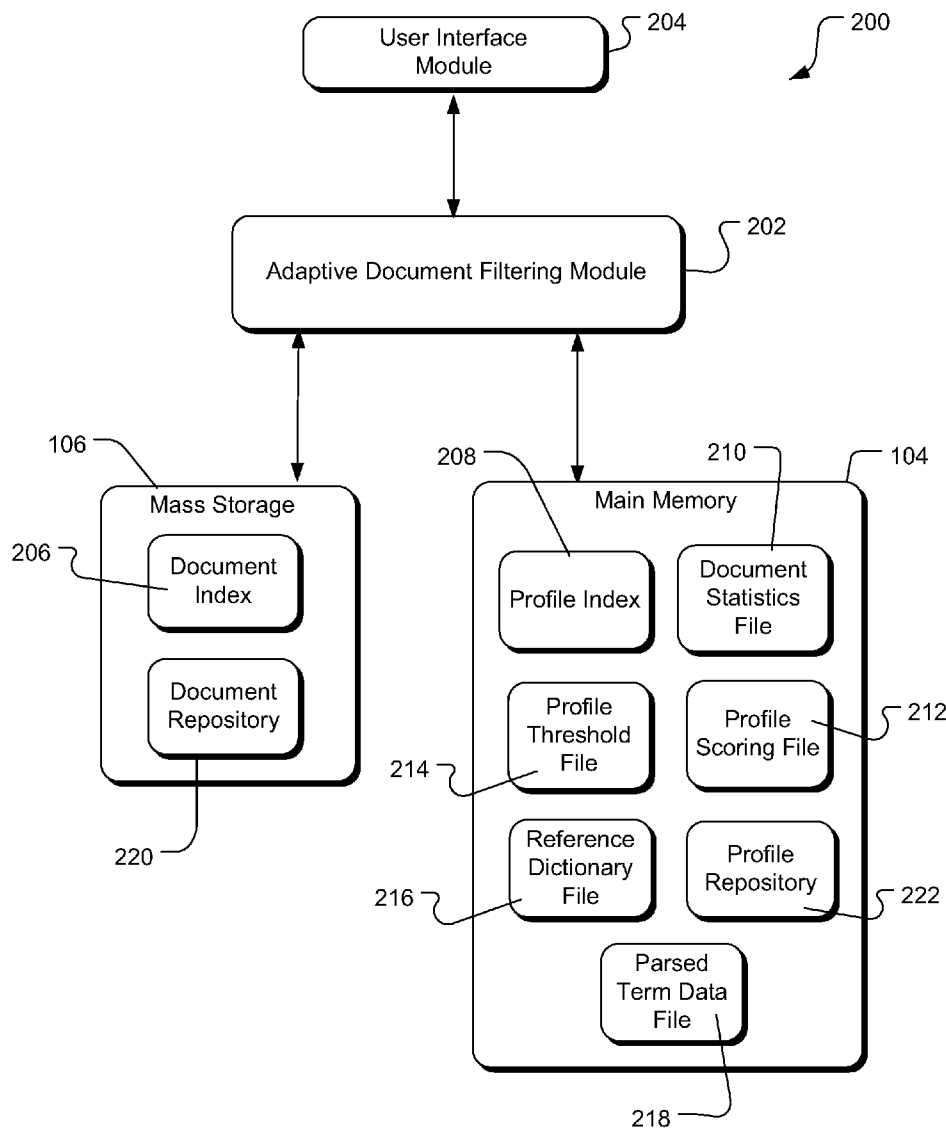 User Interface
Module
204
200
Adaptive Document Filtering Module
202
106
Mass Storage
206
Document
Index
Document
Repository
220
208
210
104
Main Memory
Profile Index
Document
Statistics
File
Profile
Threshold
File
214
Profile
Scoring File
212
Reference
Dictionary
File
216
Profile
Repository
222
Parsed
Term Data
File
218